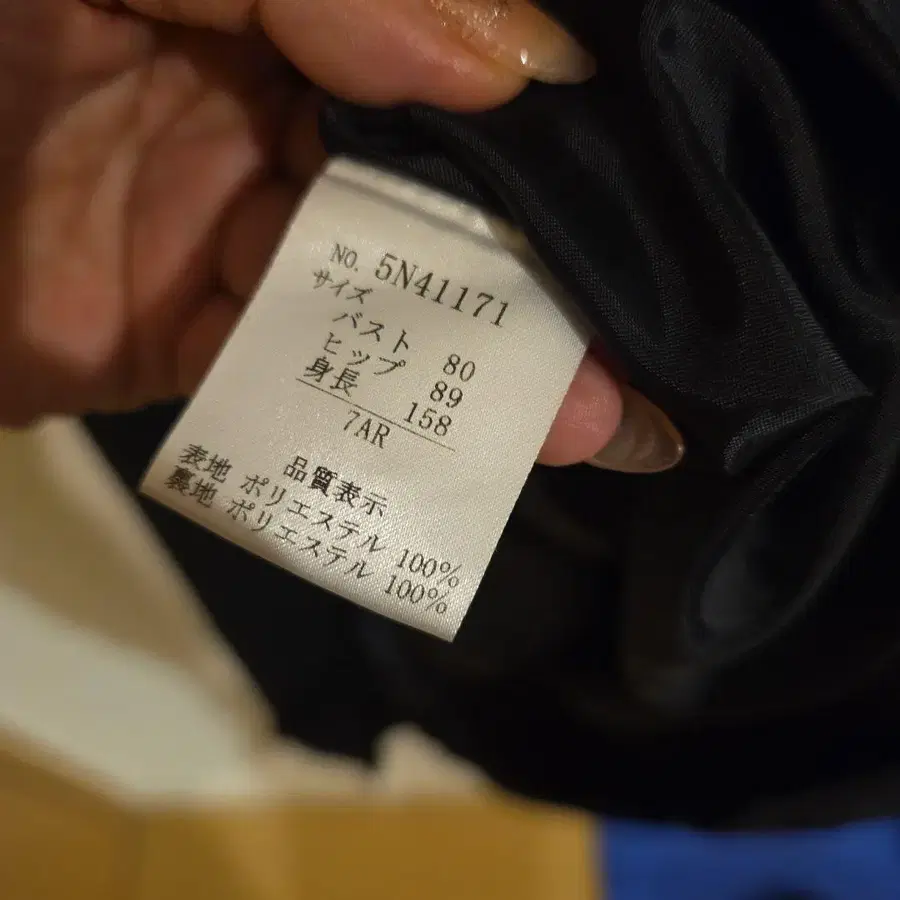 NO. 5N41171
サイズ
バスト 80
ヒップ 89
身長 158
7AR
品質表示
表地 ポリエステル 100%
裏地 ポリエステル 100%